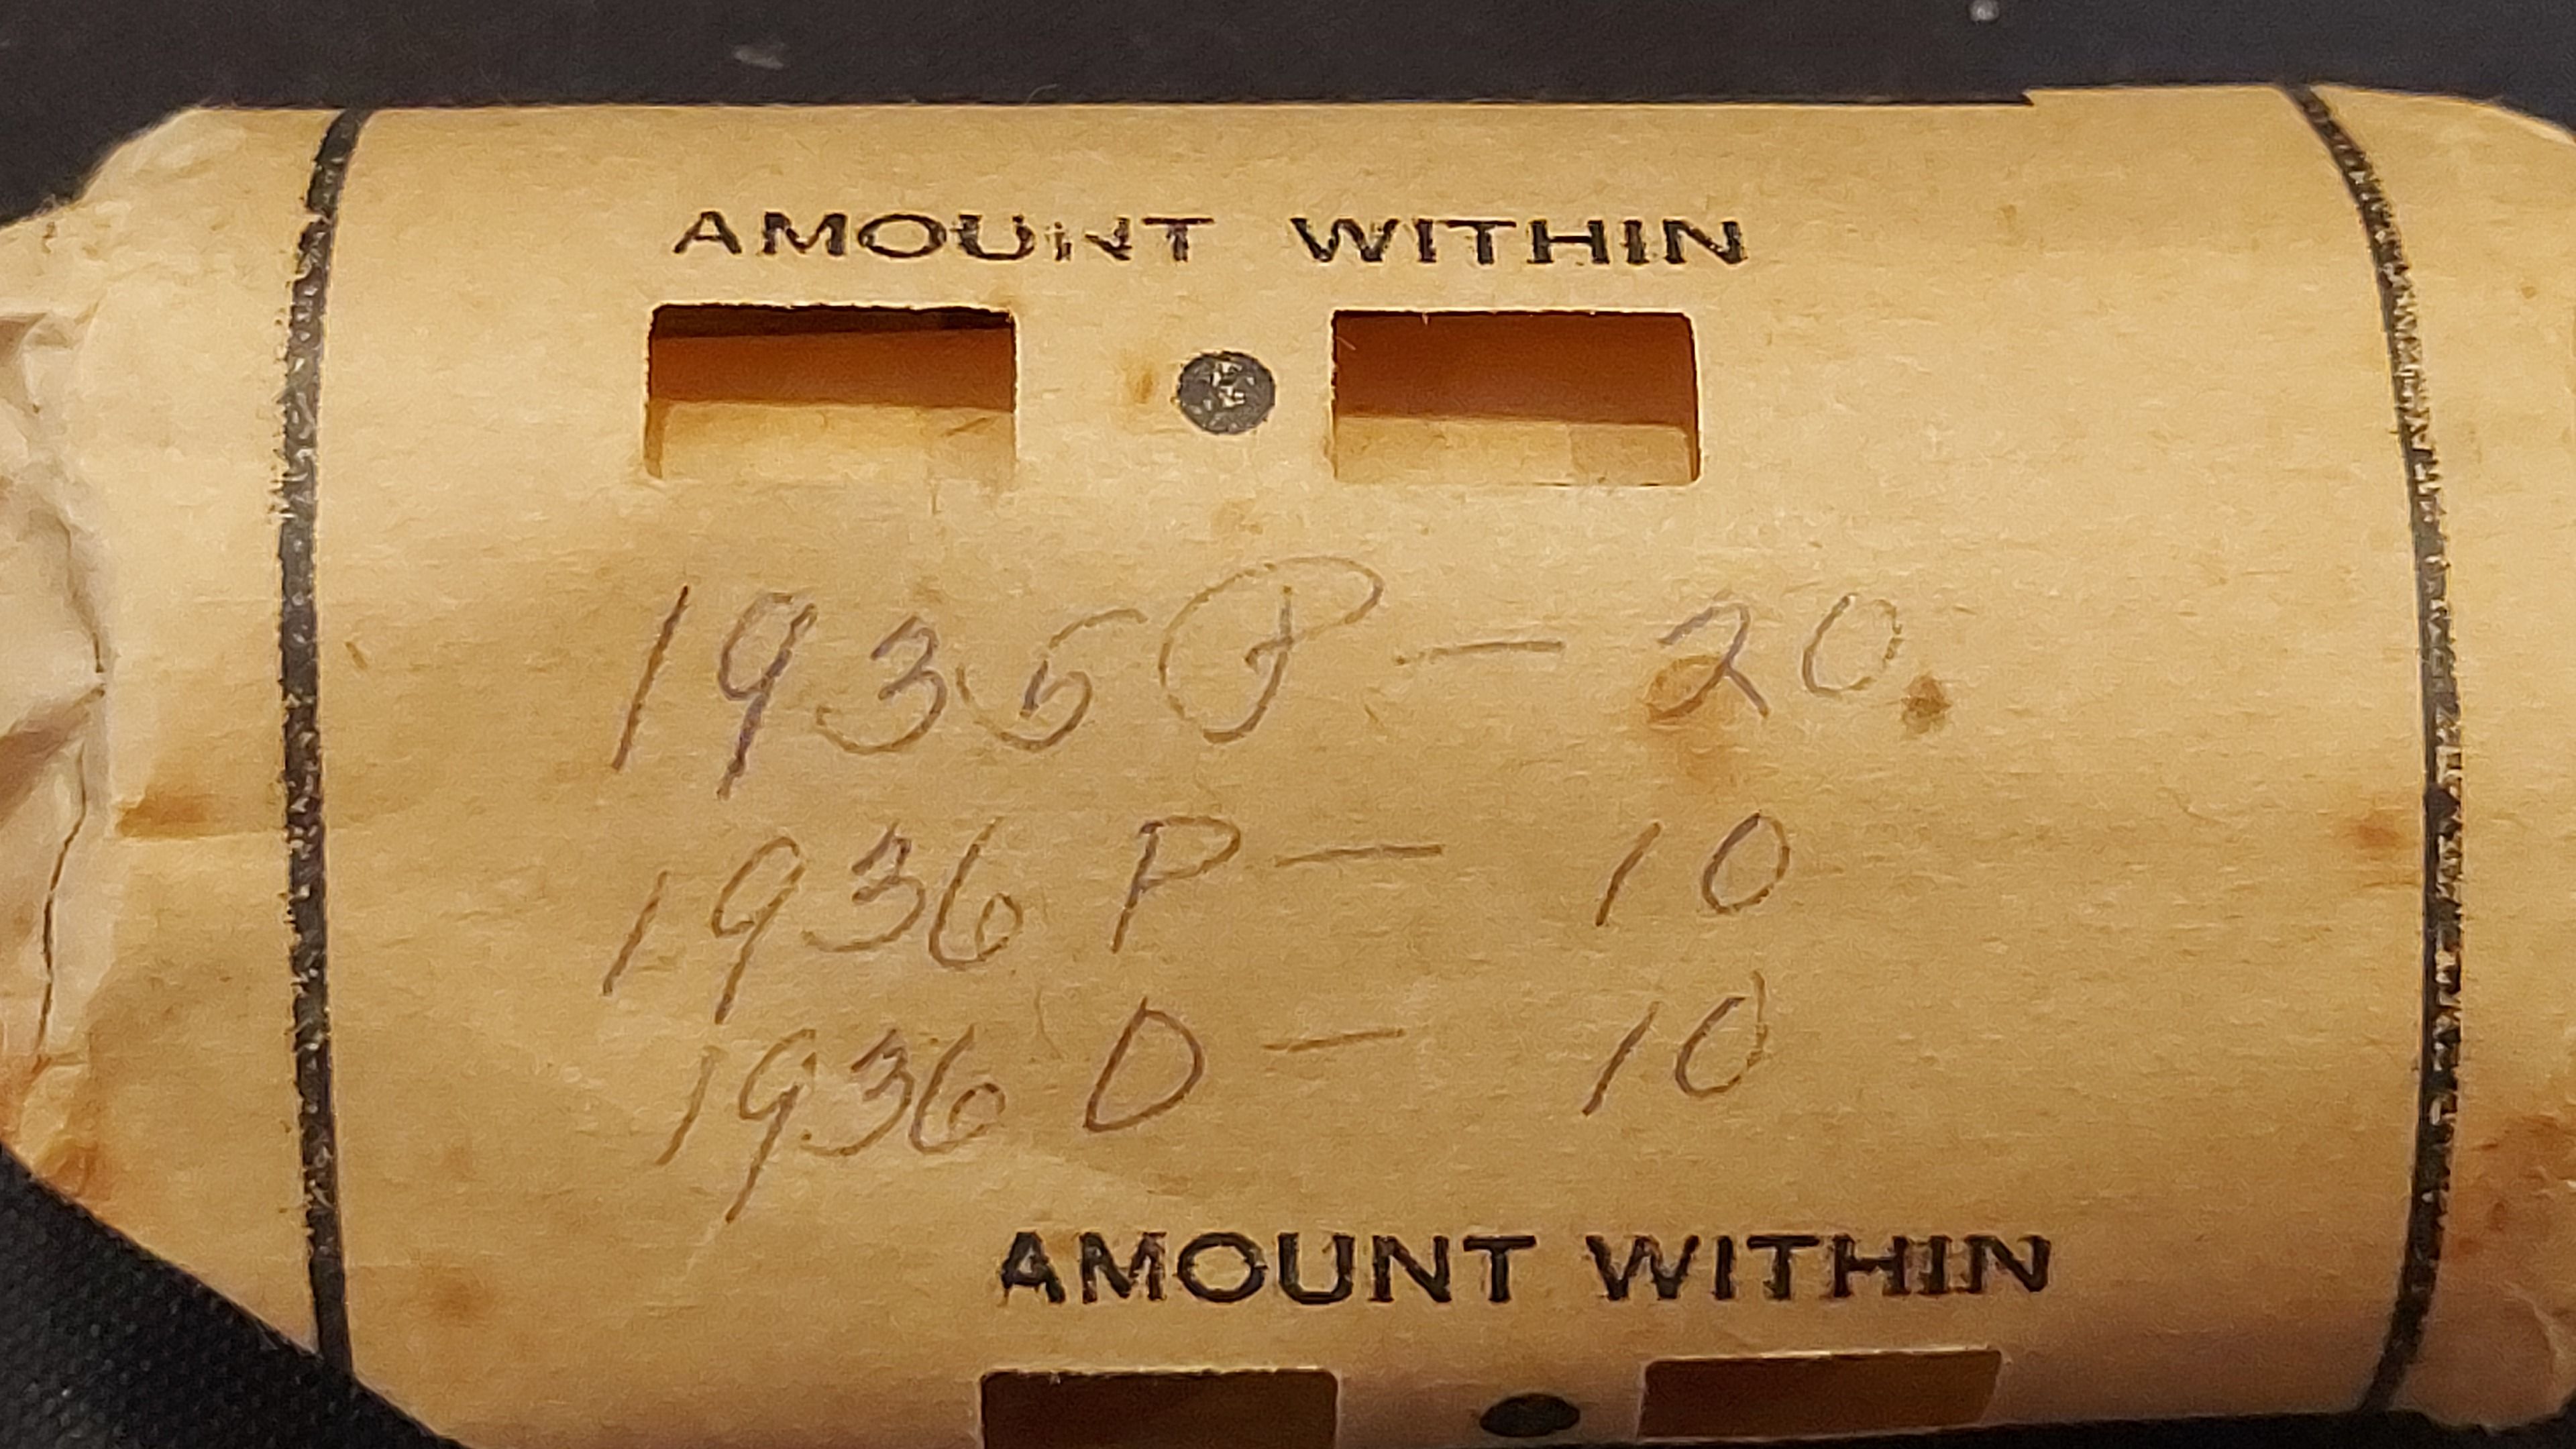 AMOUNT WITHIN
1935 P — 20.
1936 P — 10
1936 D — 10
AMOUNT WITHIN